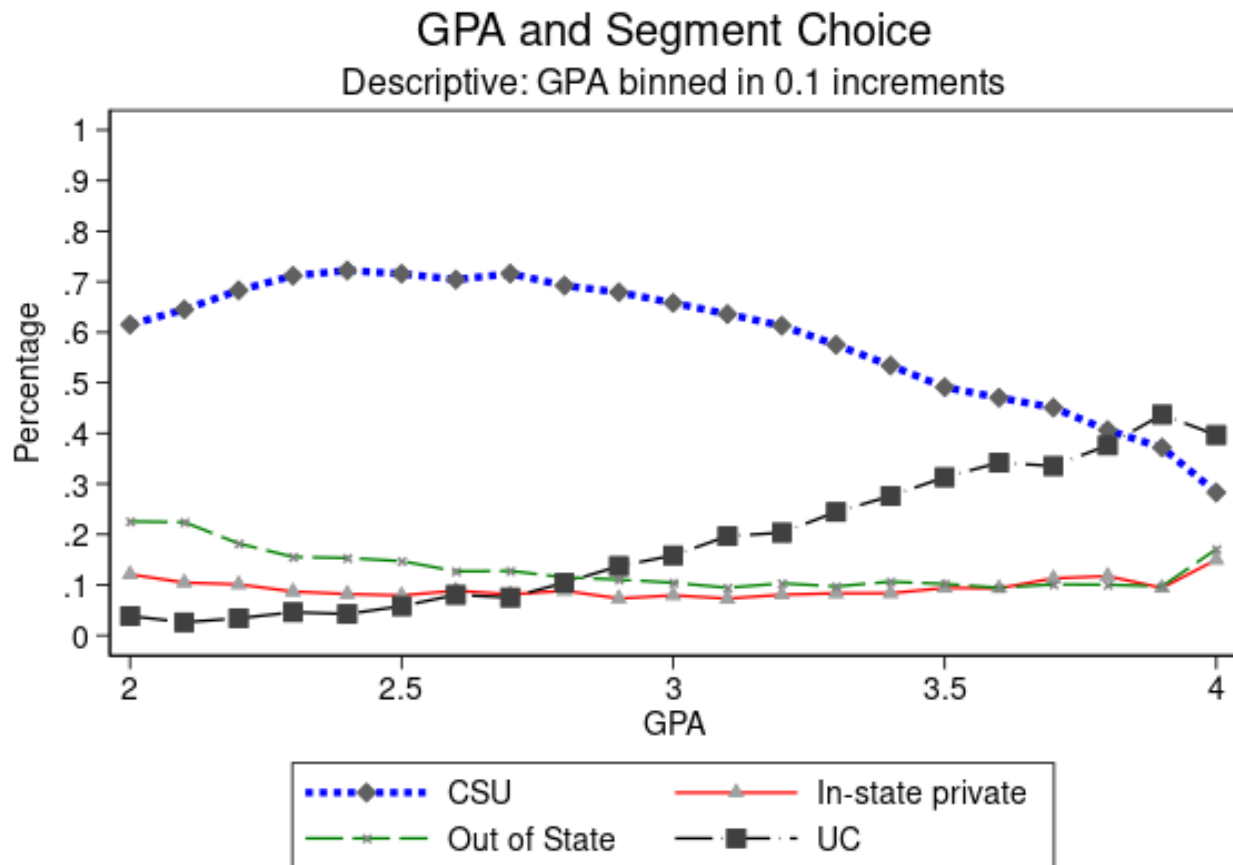 GPA and Segment Choice
Descriptive: GPA binned in 0.1 increments
Percentage
1
.9
.8
.7
.6
.5
.4
.3
.2
.1
0
2 2.5 3 3.5 4
GPA
CSU In-state private
Out of State UC